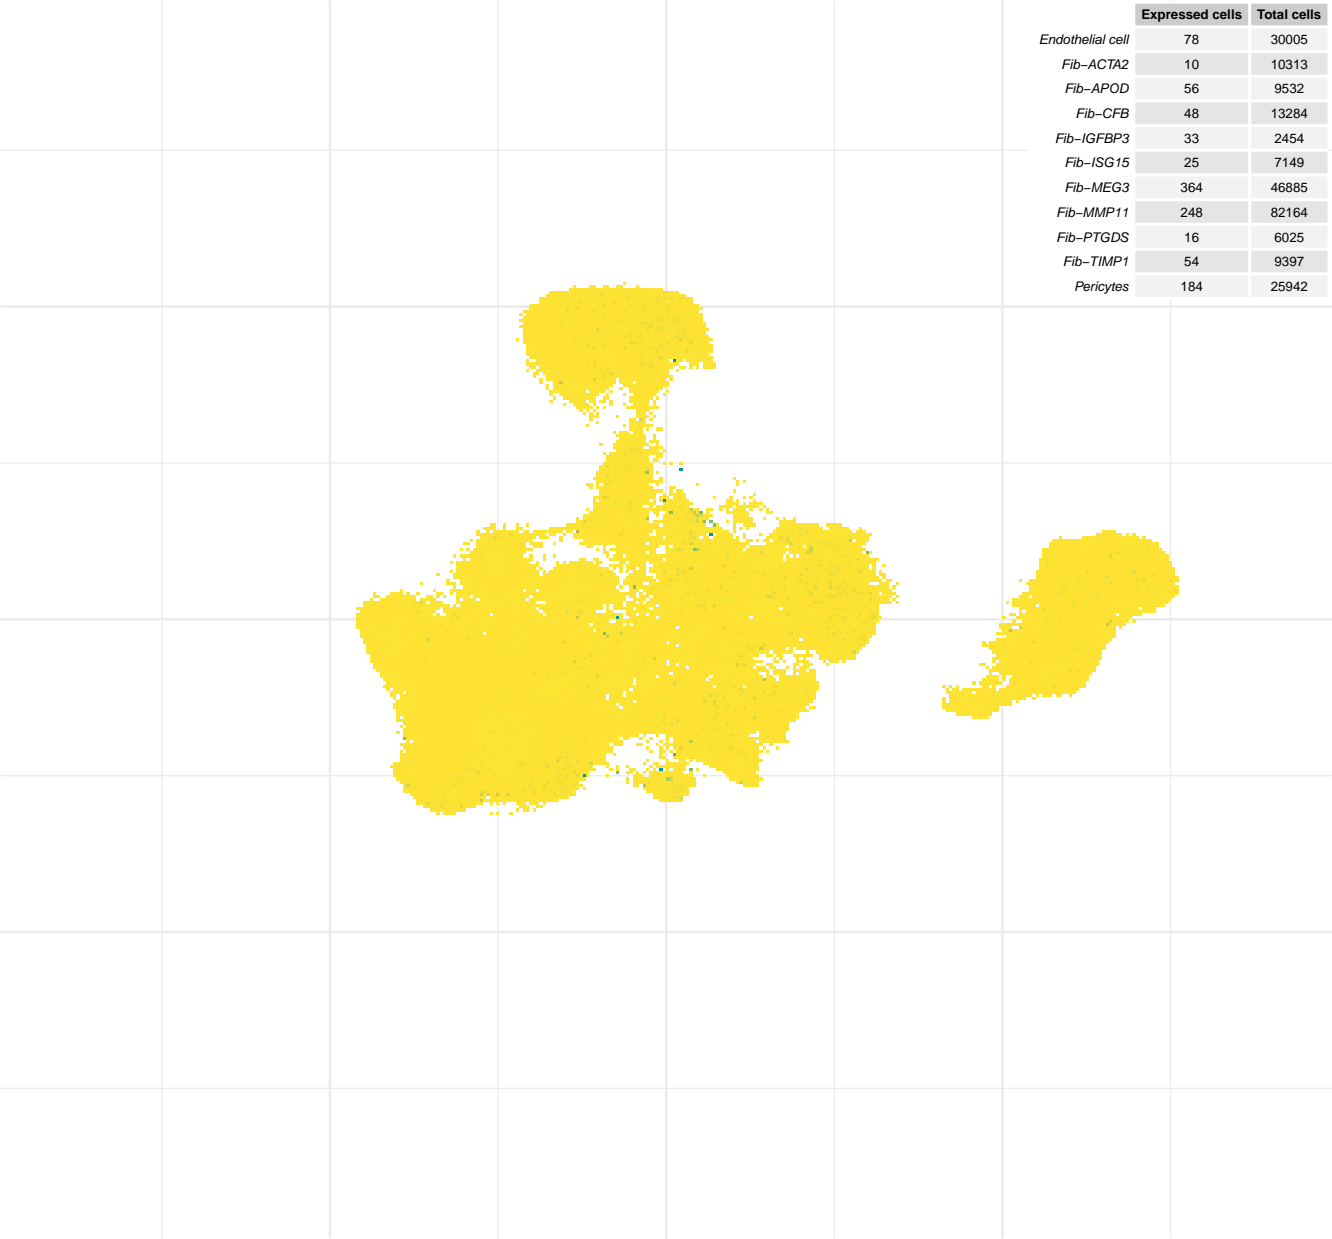 Expressed cells Total cells
Endothelial cell 78 30005
Fib−ACTA2 10 10313
Fib−APOD 56 9532
Fib−CFB 48 13284
Fib−IGFBP3 33 2454
Fib−ISG15 25 7149
Fib−MEG3 364 46885
Fib−MMP11 248 82164
Fib−PTGDS 16 6025
Fib−TIMP1 54 9397
Pericytes 184 25942